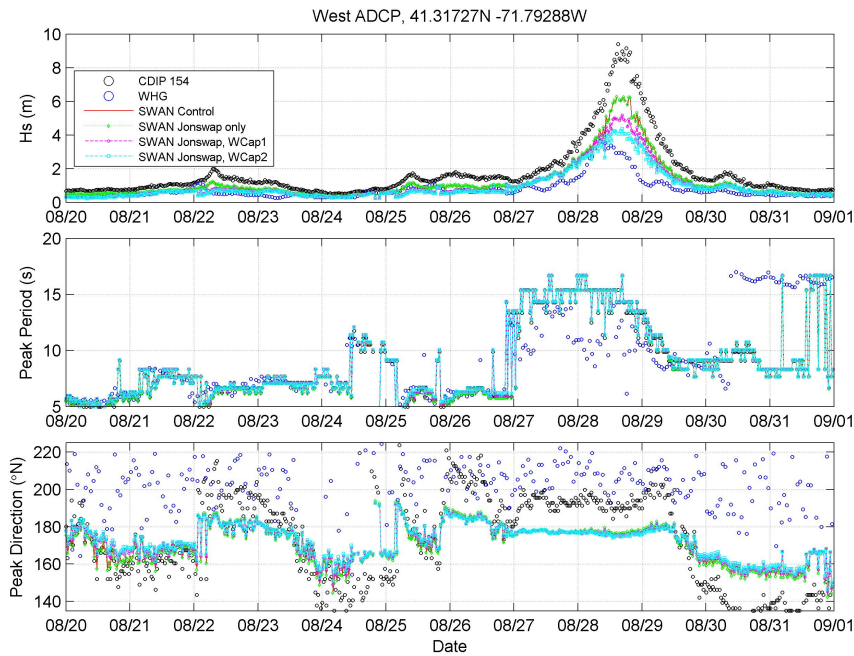 West ADCP, 41.31727N -71.79288W
10
8
6
4
2
0
Hs (m)
CDIP 154
WHG
SWAN Control
SWAN Jonswap only
SWAN Jonswap, WCap1
SWAN Jonswap, WCap2
08/20 08/21 08/22 08/23 08/24 08/25 08/26 08/27 08/28 08/29 08/30 08/31 09/01
20
15
10
5
Peak Period (s)
08/20 08/21 08/22 08/23 08/24 08/25 08/26 08/27 08/28 08/29 08/30 08/31 09/01
220
200
180
160
140
Peak Direction (°N)
08/20 08/21 08/22 08/23 08/24 08/25 08/26 08/27 08/28 08/29 08/30 08/31 09/01
Date